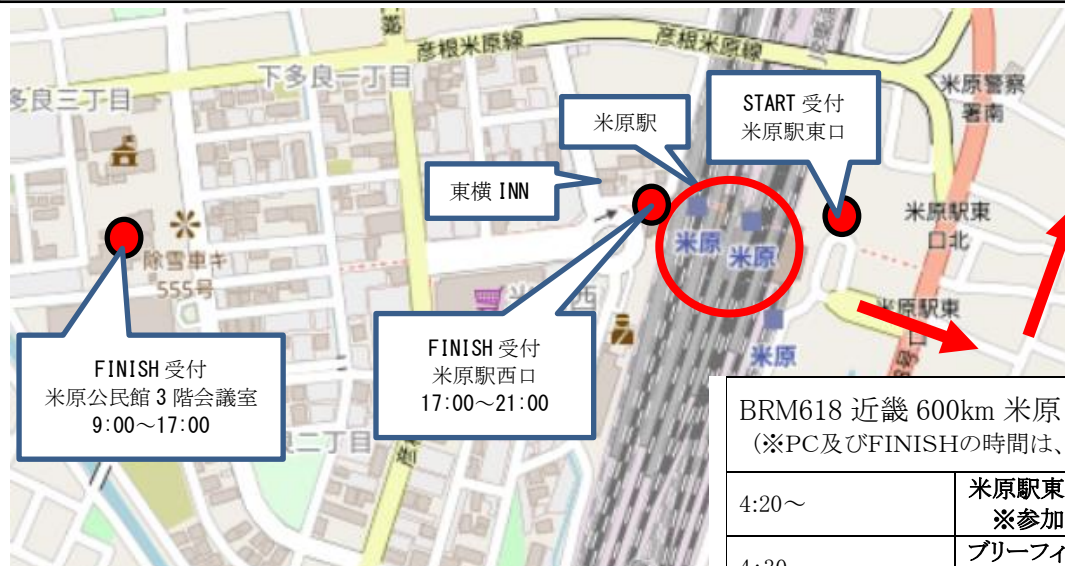 彦根米原線
彦根米原線
下多良一丁目
多良三丁目
米原警察
署南
START 受付
米原駅東口
米原駅
東横 INN
米原駅東
口北
米原
米原
除雪車キ
555号
米原駅東
米原
FINISH 受付
米原公民館 3 階会議室
9:00～17:00
FINISH 受付
米原駅西口
17:00～21:00
二丁目
BRM618 近畿 600km 米原
(※PC及びFINISHの時間は、
4:20～
米原駅東
※参加
ブリーフィ